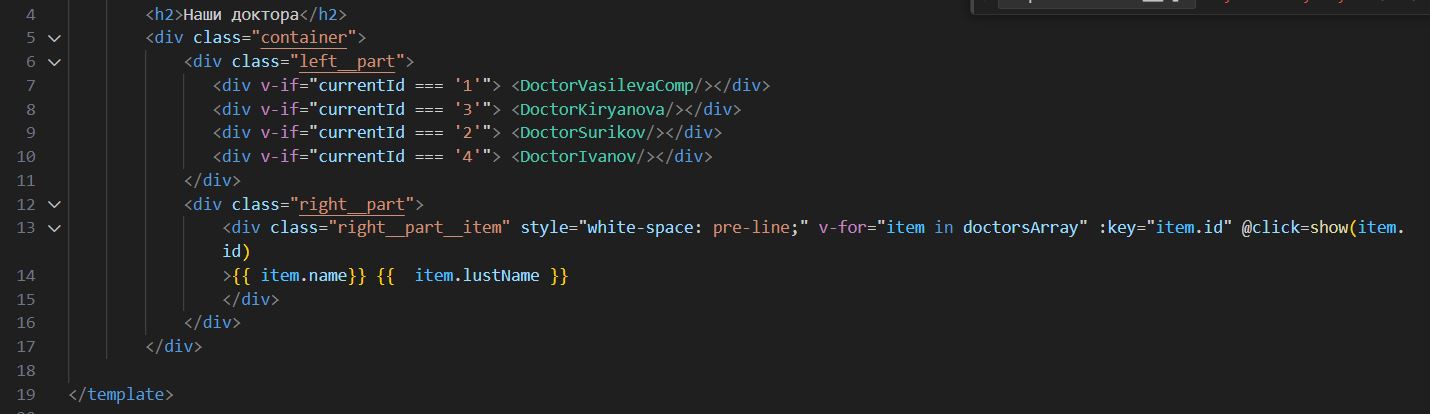 4 <h2>Наши доктора</h2>
5 <div class="container">
6 <div class="left__part">
7 <div v-if="currentId === '1'"> <DoctorVasilevaComp/></div>
8 <div v-if="currentId === '3'"> <DoctorKiryanova/></div>
9 <div v-if="currentId === '2'"> <DoctorSurikov/></div>
10 <div v-if="currentId === '4'"> <DoctorIvanov/></div>
11 </div>
12 <div class="right__part">
13 <div class="right__part__item" style="white-space: pre-line;" v-for="item in doctorsArray" :key="item.id" @click=show(item.
id)
14 >{{ item.name}} {{  item.lustName }}
15 </div>
16 </div>
17 </div>
18
19 </template>